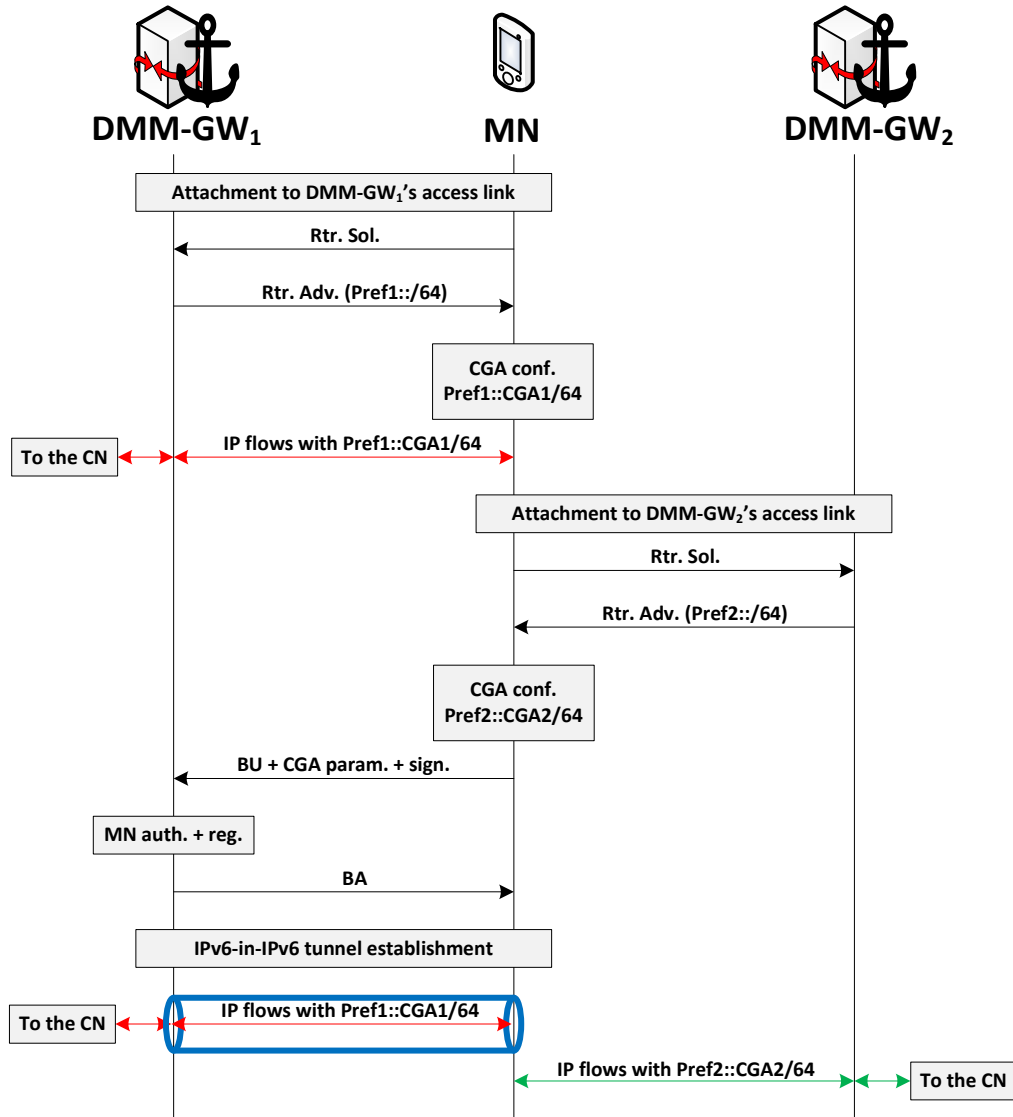 DMM-GW₁
MN
DMM-GW₂
Attachment to DMM-GW₁'s access link
Rtr. Sol.
Rtr. Adv. (Pref1::/64)
CGA conf.
Pref1::CGA1/64
To the CN
IP flows with Pref1::CGA1/64
Attachment to DMM-GW₂'s access link
Rtr. Sol.
Rtr. Adv. (Pref2::/64)
CGA conf.
Pref2::CGA2/64
BU + CGA param. + sign.
MN auth. + reg.
BA
IPv6-in-IPv6 tunnel establishment
To the CN
IP flows with Pref1::CGA1/64
IP flows with Pref2::CGA2/64
To the CN